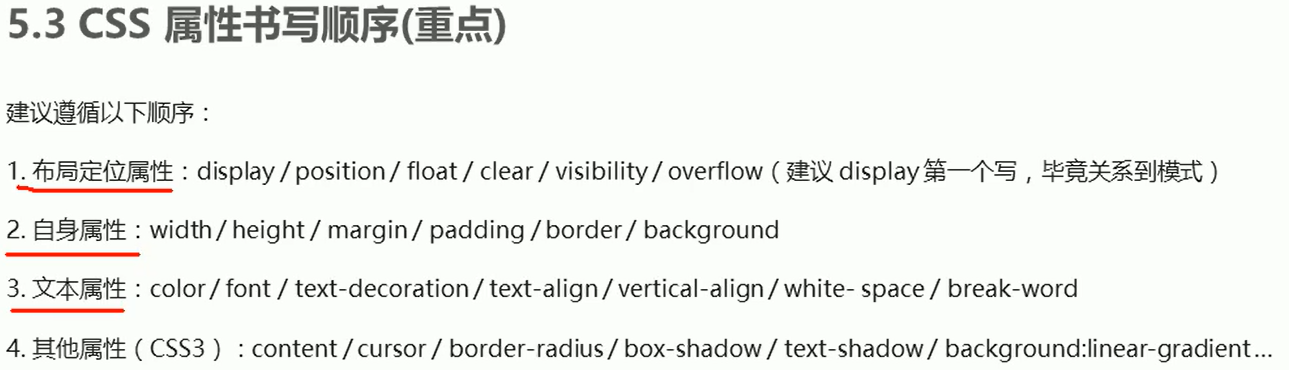 5.3 CSS 属性书写顺序(重点)
建议遵循以下顺序：
1. 布局定位属性：display / position / float / clear / visibility / overflow（建议 display 第一个写，毕竟关系到模式）
2. 自身属性：width / height / margin / padding / border / background
3. 文本属性：color / font / text-decoration / text-align / vertical-align / white- space / break-word
4. 其他属性（CSS3）：content / cursor / border-radius / box-shadow / text-shadow / background:linear-gradient…